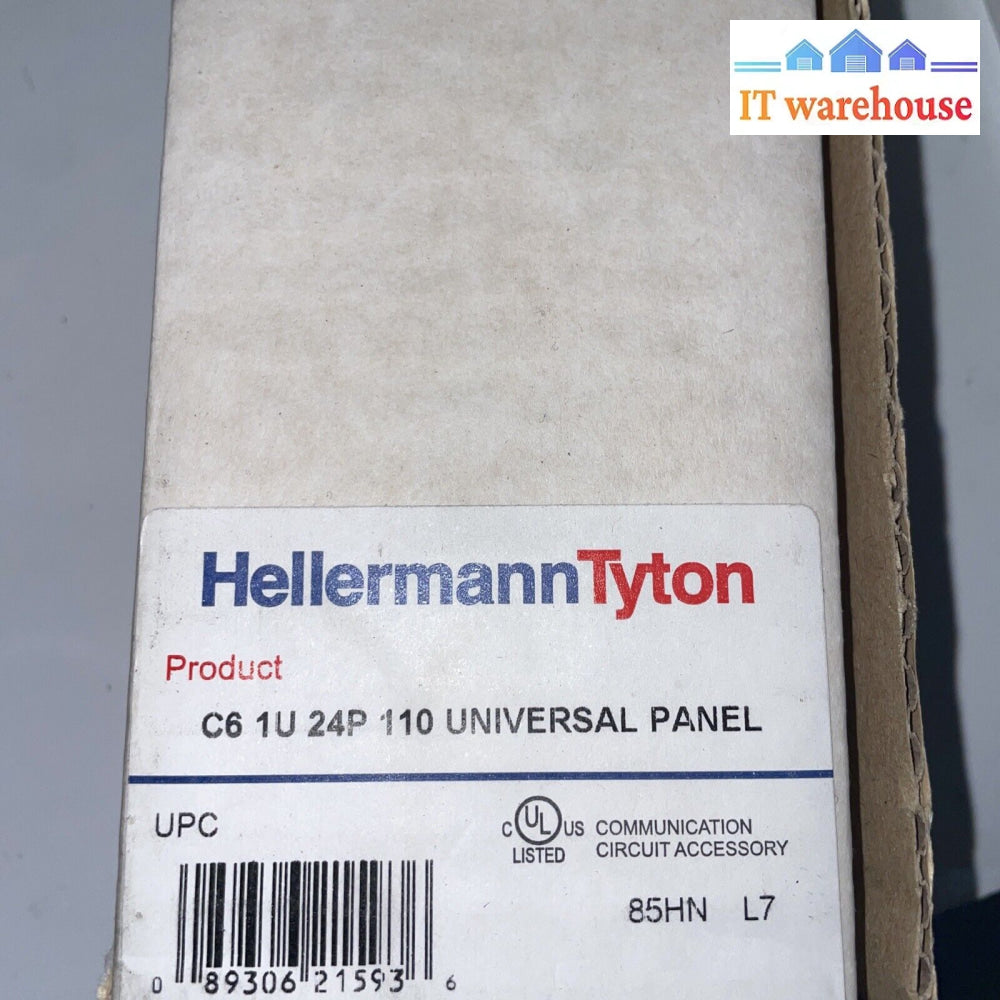 IT warehouse
HellermannTyton
Product
C6 1U 24P 110 UNIVERSAL PANEL
UPC
C UL US COMMUNICATION
LISTED CIRCUIT ACCESSORY
85HN L7
0 89306 21593 6